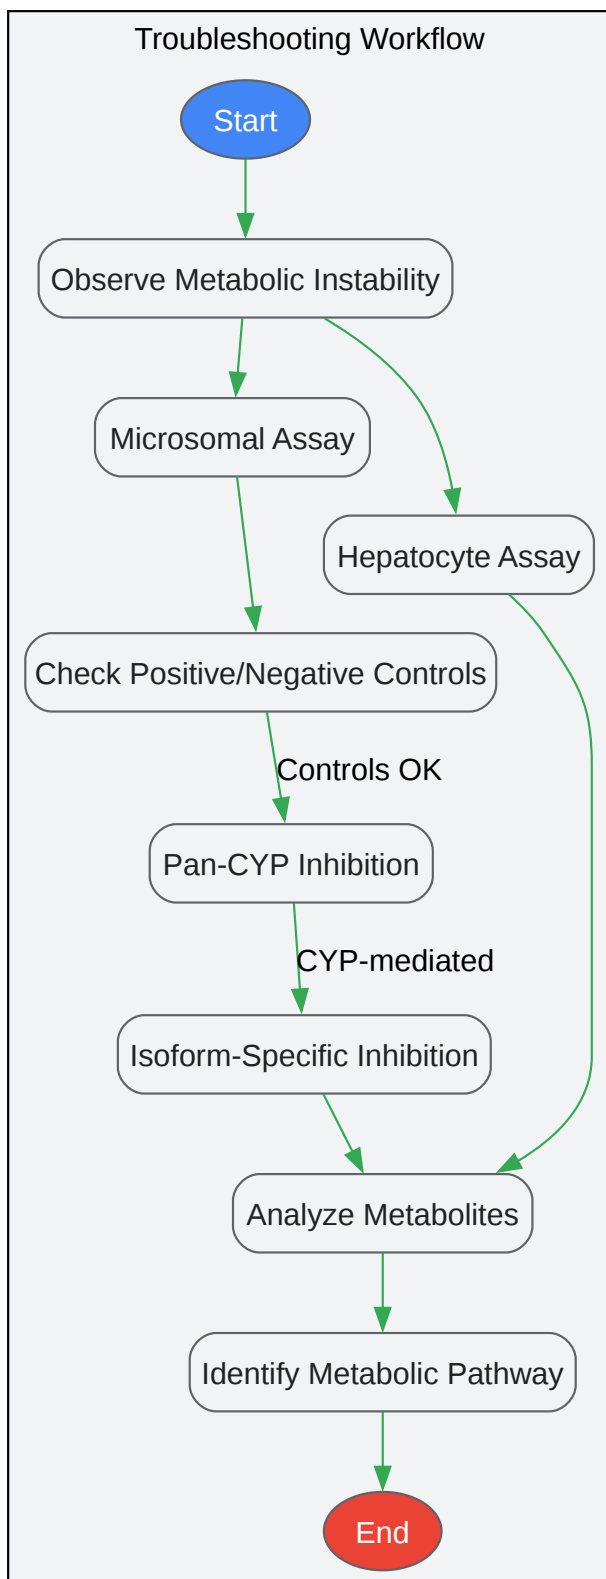 Troubleshooting Workflow
Start
Observe Metabolic Instability
Microsomal Assay
Hepatocyte Assay
Check Positive/Negative Controls
Controls OK
Pan-CYP Inhibition
CYP-mediated
Isoform-Specific Inhibition
Analyze Metabolites
Identify Metabolic Pathway
End